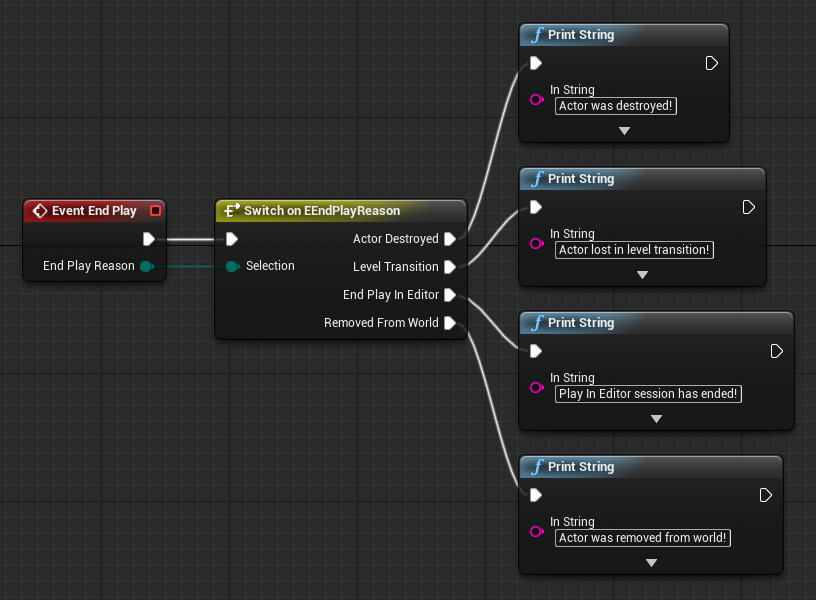 Event End Play
End Play Reason
Switch on EEndPlayReason
Selection
Actor Destroyed
Level Transition
End Play In Editor
Removed From World
f Print String
In String
Actor was destroyed!
f Print String
In String
Actor lost in level transition!
f Print String
In String
Play In Editor session has ended!
f Print String
In String
Actor was removed from world!